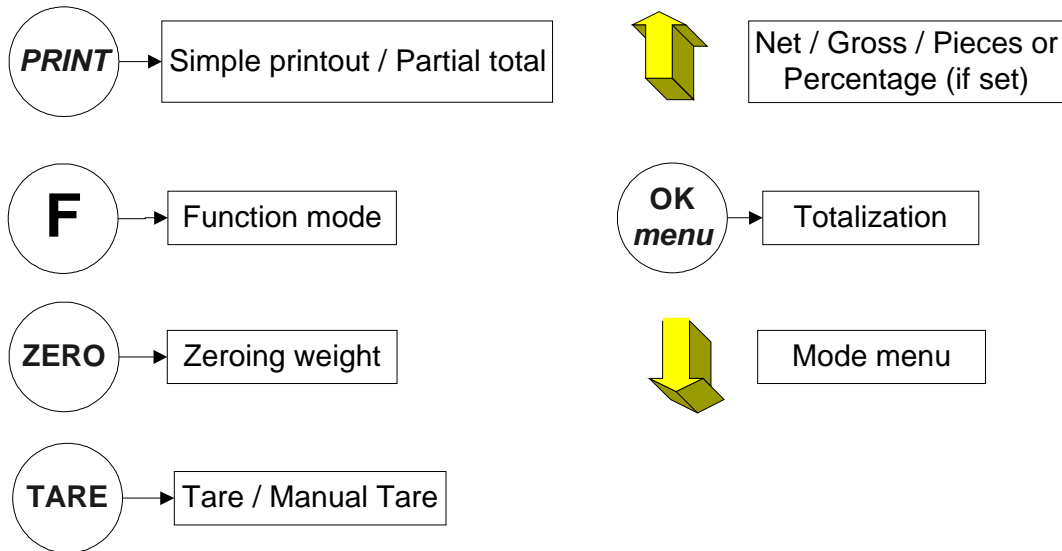 PRINT
Simple printout / Partial total
Net / Gross / Pieces or
Percentage (if set)
F
Function mode
OK
menu
Totalization
ZERO
Zeroing weight
Mode menu
TARE
Tare / Manual Tare